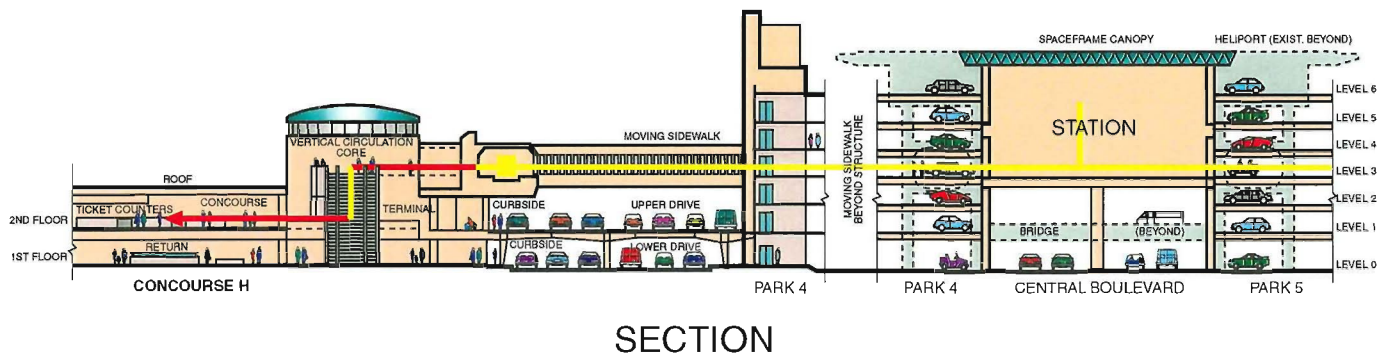 SPACEFRAME CANOPY
HELIPORT (EXIST. BEYOND)
LEVEL 6
LEVEL 5
STATION
MOVING SIDEWALK
VERTICAL CIRCULATION
CORE
LEVEL 4
LEVEL 3
MOVING SIDEWALK
BEYOND STRUCTURE
ROOF
LEVEL 2
CONCOURSE
TICKET COUNTERS
TERMINAL
CURBSIDE
UPPER DRIVE
2ND FLOOR
LEVEL 1
BRIDGE
(BEYOND)
RETURN
CURBSIDE
LOWER DRIVE
1ST FLOOR
LEVEL 0
CONCOURSE H
PARK 4
PARK 4
CENTRAL BOULEVARD
PARK 5
SECTION